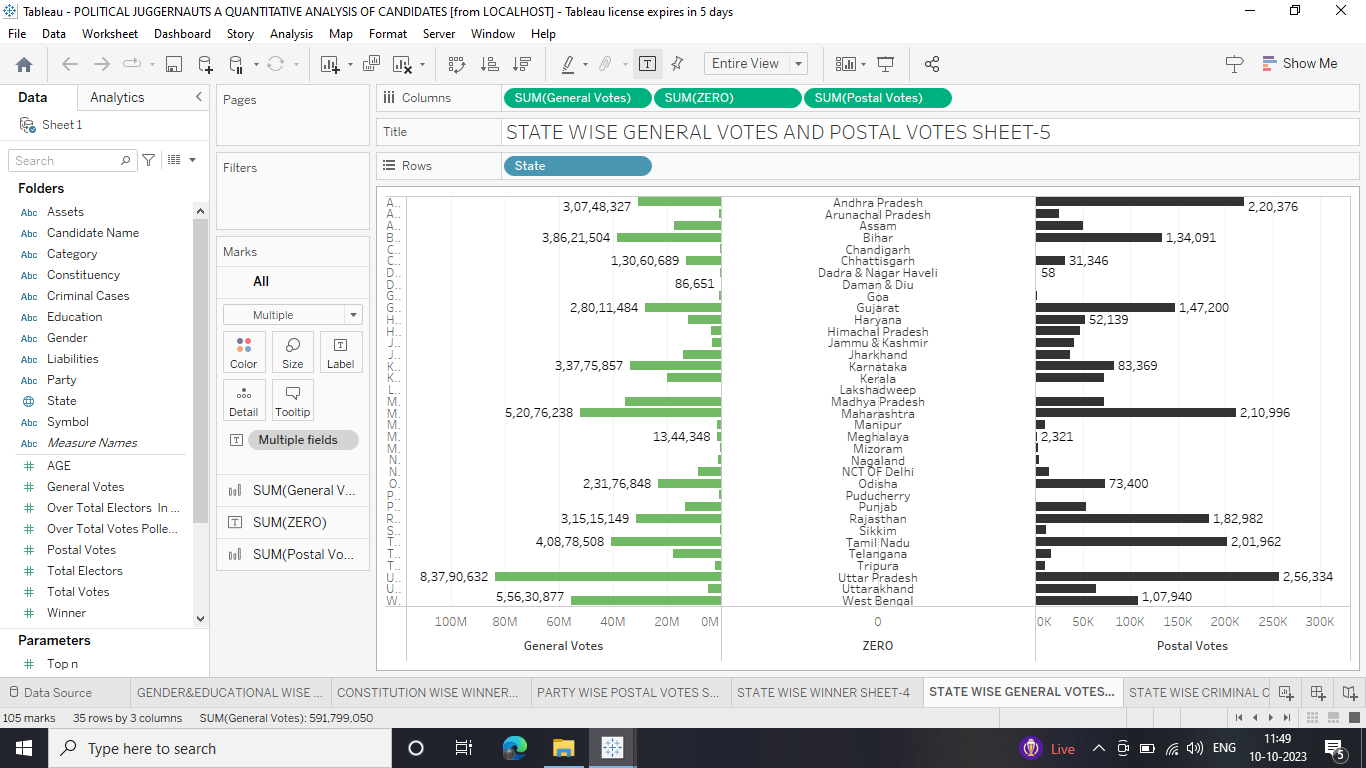 Tableau - POLITICAL JUGGERNAUTS A QUANTITATIVE ANALYSIS OF CANDIDATES [from LOCALHOST] - Tableau license expires in 5 days
File Data Worksheet Dashboard Story Analysis Map Format Server Window Help
Entire View
Show Me
Data Analytics
Sheet 1
Search
Folders
Abc Assets
Abc Candidate Name
Abc Category
Abc Constituency
Abc Criminal Cases
Abc Education
Abc Gender
Abc Liabilities
Abc Party
State
Abc Symbol
Abc Measure Names
# AGE
# General Votes
# Over Total Electors In ...
# Over Total Votes Polle...
# Postal Votes
# Total Electors
# Total Votes
# Winner
Parameters
# Top n
Pages
Filters
Marks
All
Multiple
Color Size Label
Detail Tooltip
Multiple fields
SUM(General V...
SUM(ZERO)
SUM(Postal Vo...
Columns SUM(General Votes) SUM(ZERO) SUM(Postal Votes)
Title STATE WISE GENERAL VOTES AND POSTAL VOTES SHEET-5
Rows State
A.. 3,07,48,327 Andhra Pradesh 2,20,376
A.. Arunachal Pradesh
A.. Assam
B.. 3,86,21,504 Bihar 1,34,091
C.. Chandigarh
C.. 1,30,60,689 Chhattisgarh 31,346
D.. Dadra & Nagar Haveli 58
D.. 86,651 Daman & Diu
G.. Goa
G.. 2,80,11,484 Gujarat 1,47,200
H.. Haryana 52,139
H.. Himachal Pradesh
J.. Jammu & Kashmir
J.. Jharkhand
K.. 3,37,75,857 Karnataka 83,369
K.. Kerala
L.. Lakshadweep
M. Madhya Pradesh
M. 5,20,76,238 Maharashtra 2,10,996
M. Manipur
M. 13,44,348 Meghalaya 2,321
M. Mizoram
N. Nagaland
N. NCT OF Delhi
O. 2,31,76,848 Odisha 73,400
P.. Puducherry
P.. Punjab
R.. 3,15,15,149 Rajasthan 1,82,982
S.. Sikkim
T.. 4,08,78,508 Tamil Nadu 2,01,962
T.. Telangana
T.. Tripura
U.. 8,37,90,632 Uttar Pradesh 2,56,334
U.. Uttarakhand
W. 5,56,30,877 West Bengal 1,07,940
100M 80M 60M 40M 20M 0M 0 0K 50K 100K 150K 200K 250K 300K
General Votes ZERO Postal Votes
Data Source GENDER&EDUCATIONAL WISE ... CONSTITUTION WISE WINNER... PARTY WISE POSTAL VOTES S... STATE WISE WINNER SHEET-4 STATE WISE GENERAL VOTES... STATE WISE CRIMINAL C
105 marks 35 rows by 3 columns SUM(General Votes): 591,799,050
Type here to search
Live
ENG
11:49
10-10-2023
5